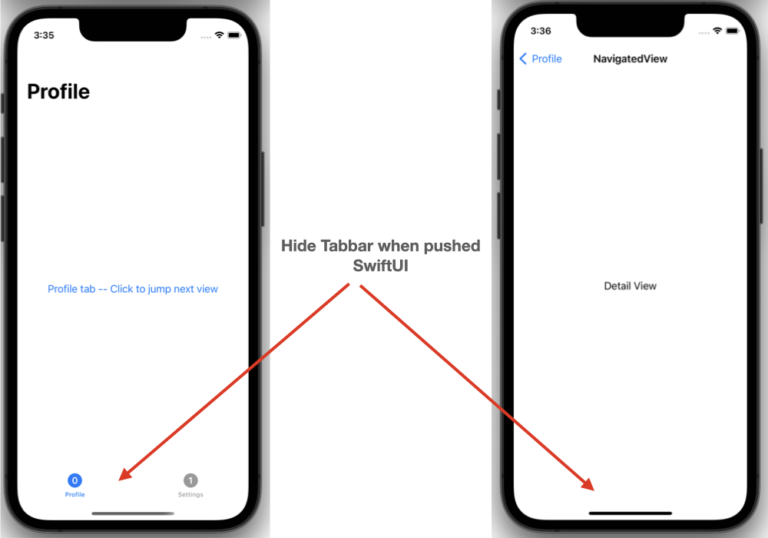 3:35
Profile
Profile tab -- Click to jump next view
0
Profile
1
Settings
Hide Tabbar when pushed
SwiftUI
3:36
Profile
NavigatedView
Detail View